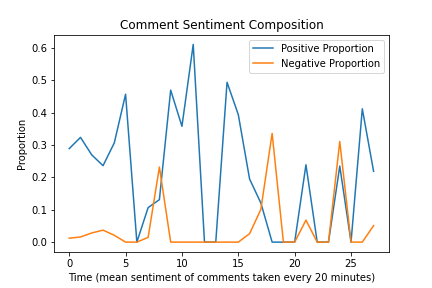 Comment Sentiment Composition
Positive Proportion
Negative Proportion
Proportion
0.6
0.5
0.4
0.3
0.2
0.1
0.0
0 5 10 15 20 25
Time (mean sentiment of comments taken every 20 minutes)